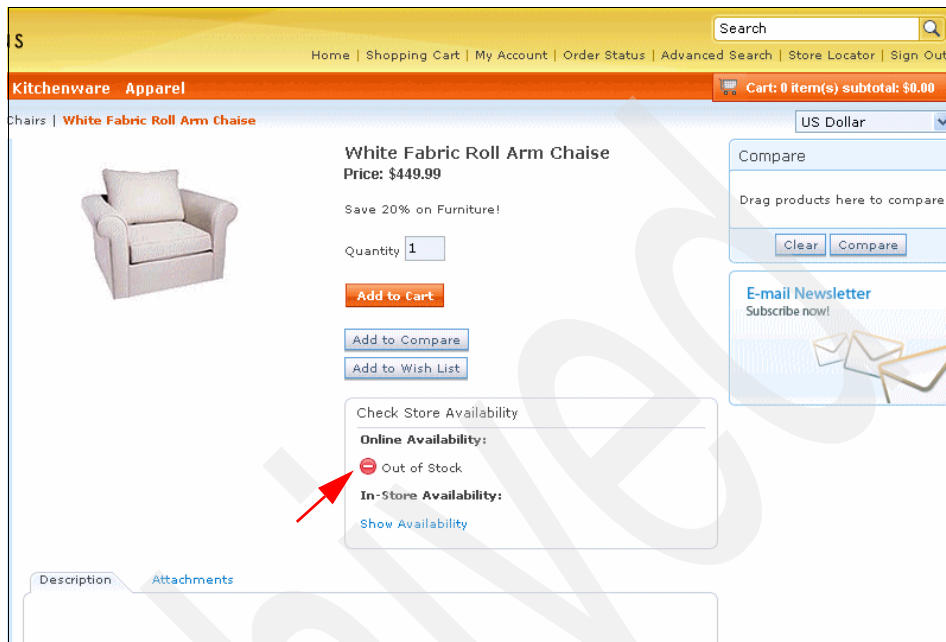 us
Search
Home | Shopping Cart | My Account | Order Status | Advanced Search | Store Locator | Sign Out
Kitchenware Apparel
Cart: 0 item(s) subtotal: $0.00
Chairs | White Fabric Roll Arm Chaise
US Dollar
White Fabric Roll Arm Chaise
Price: $449.99
Save 20% on Furniture!
Quantity 1
Add to Cart
Add to Compare
Add to Wish List
Check Store Availability
Online Availability:
Out of Stock
In-Store Availability:
Show Availability
Compare
Drag products here to compare
Clear Compare
E-mail Newsletter
Subscribe now!
Description Attachments